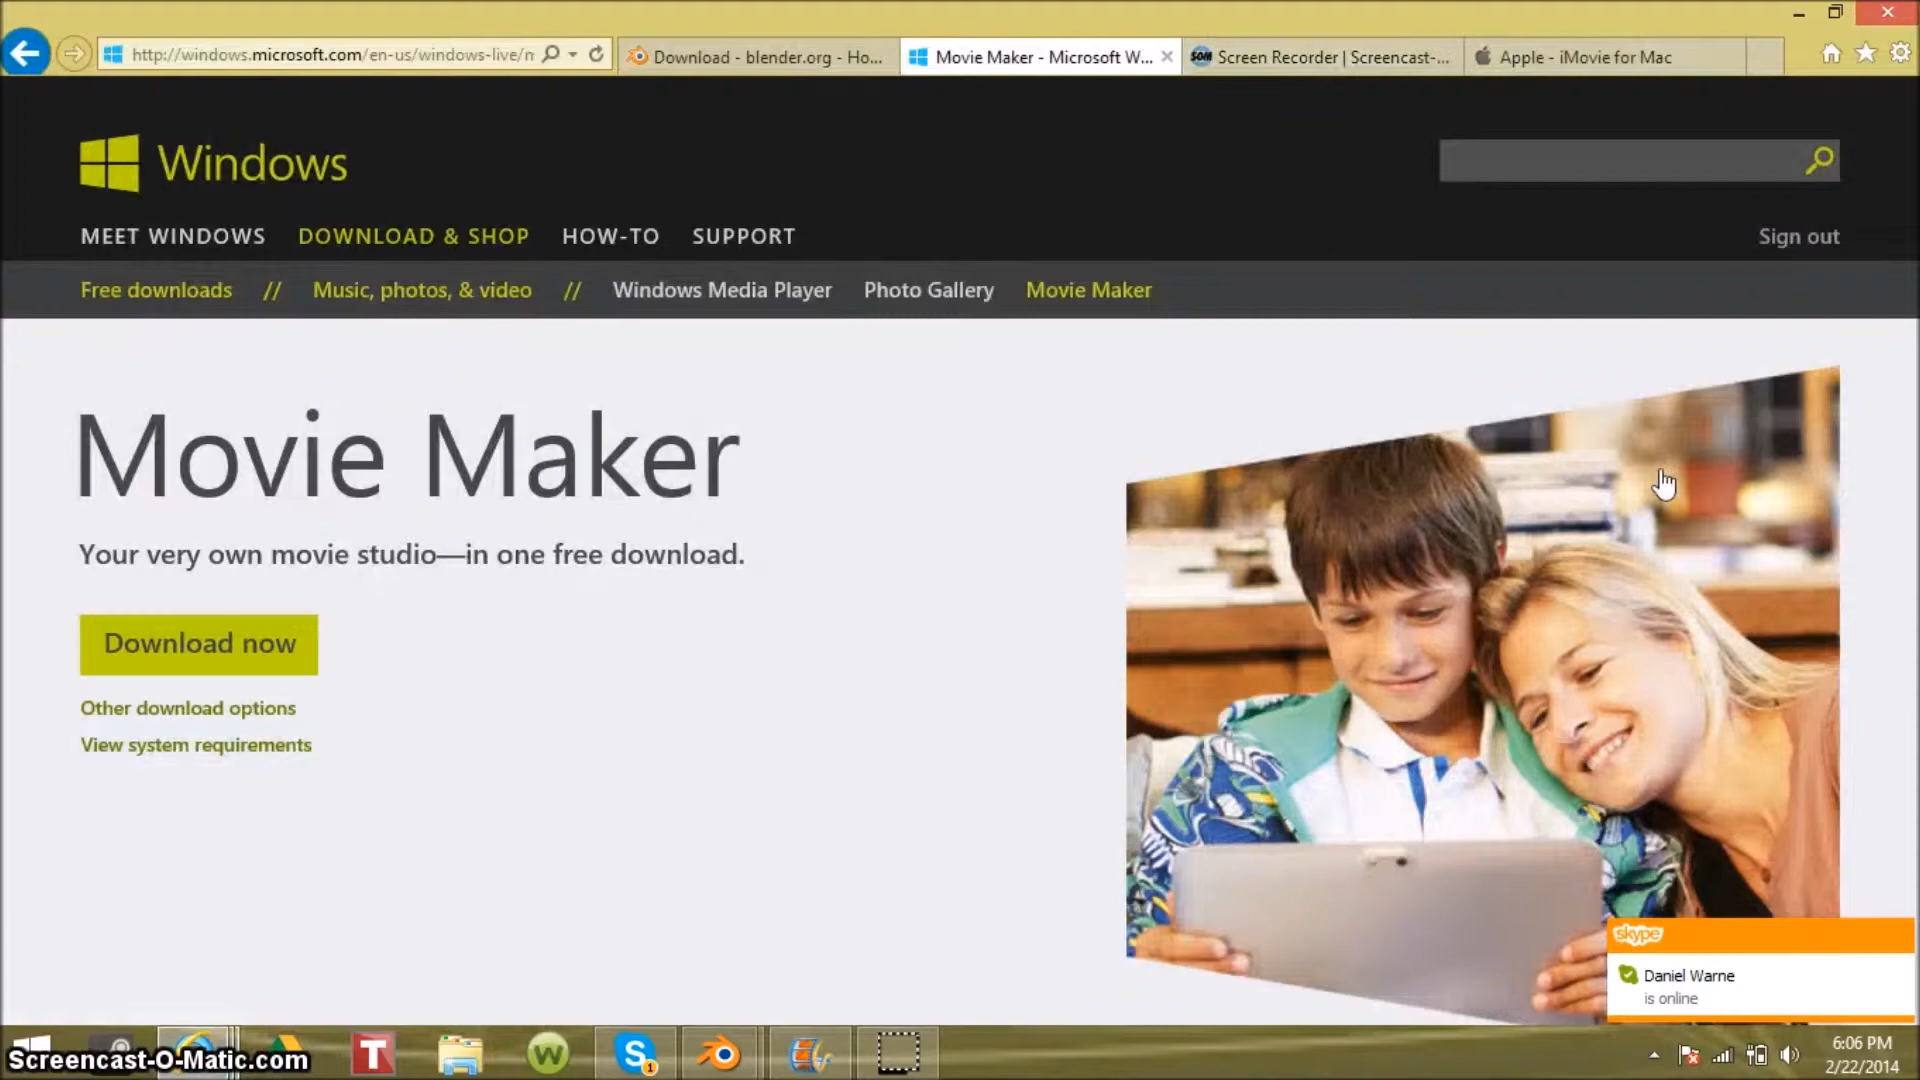 http://windows.microsoft.com/en-us/windows-live/n
Download - blender.org - Ho...
Movie Maker - Microsoft W...
SOM
Screen Recorder | Screencast-...
Apple - iMovie for Mac
Windows
MEET WINDOWS
DOWNLOAD & SHOP
HOW-TO
SUPPORT
Sign out
Free downloads // Music, photos, & video // Windows Media Player Photo Gallery Movie Maker
Movie Maker
Your very own movie studio—in one free download.
Download now
Other download options
View system requirements
skype
Daniel Warne
is online
T
W
S
1
6:06 PM
2/22/2014
Screencast-O-Matic.com